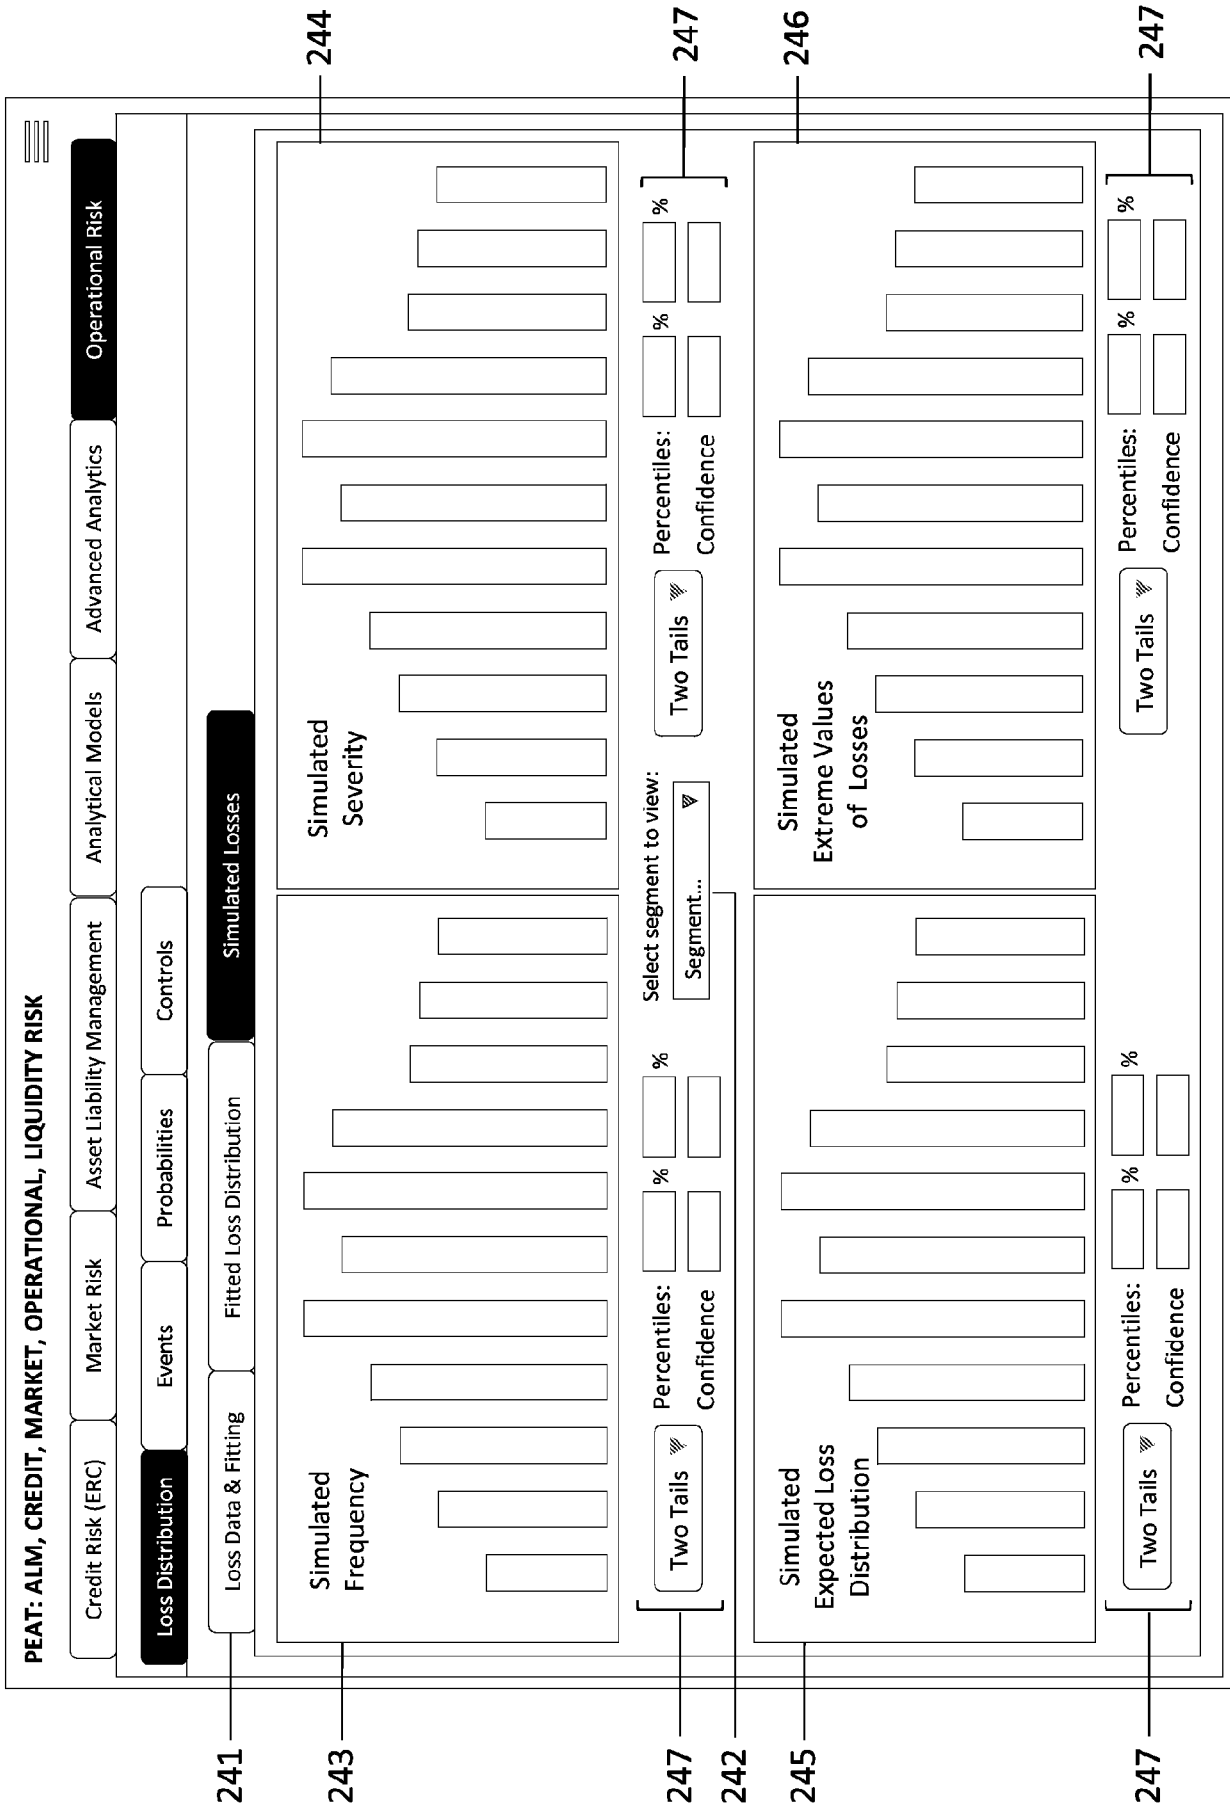 PEAT: ALM, CREDIT, MARKET, OPERATIONAL, LIQUIDITY RISK
Credit Risk (ERC)
Market Risk
Asset Liability Management
Analytical Models
Advanced Analytics
Operational Risk
Loss Distribution
Events
Probabilities
Controls
241
Loss Data & Fitting
Fitted Loss Distribution
Simulated Losses
243
Simulated
Frequency
Simulated
Severity
244
247
Two Tails
Percentiles:
%
%
Confidence
242
Select segment to view:
Segment...
Two Tails
Percentiles:
%
%
Confidence
247
245
Simulated
Expected Loss
Distribution
Simulated
Extreme Values
of Losses
246
247
Two Tails
Percentiles:
%
%
Confidence
Two Tails
Percentiles:
%
%
Confidence
247